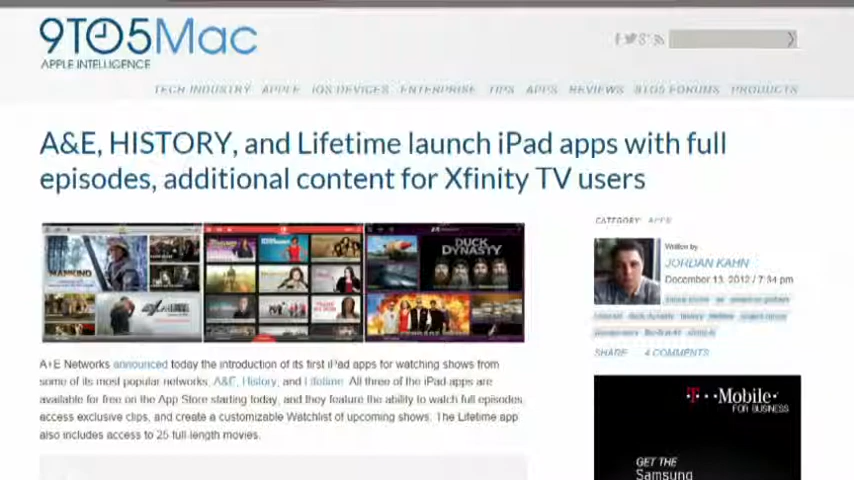 9TO5Mac
APPLE INTELLIGENCE
TECH INDUSTRY APPLE IOS DEVICES ENTERPRISE TIPS APPS REVIEWS 9TO5 FORUMS PRODUCTS
A&E, HISTORY, and Lifetime launch iPad apps with full
episodes, additional content for Xfinity TV users
CATEGORY: APPS
MANKIND
DUCK
DYNASTY
Written by
JORDAN KAHN
December 13, 2012 / 7:34 pm
SHARE 4 COMMENTS
A+E Networks announced today the introduction of its first iPad apps for watching shows from
some of its most popular networks, A&E, History, and Lifetime. All three of the iPad apps are
available for free on the App Store starting today, and they feature the ability to watch full episodes,
access exclusive clips, and create a customizable Watchlist of upcoming shows. The Lifetime app
also includes access to 25 full-length movies.
T-Mobile
FOR BUSINESS
GET THE
Samsung